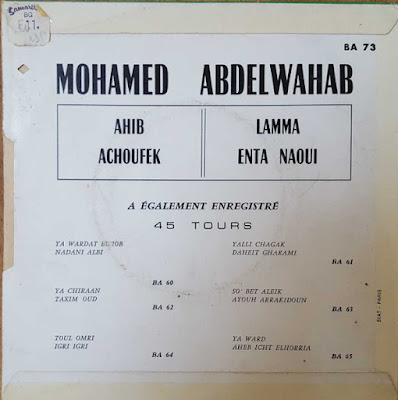 BA 73
MOHAMED ABDELWAHAB
AHIB
ACHOUFEK
LAMMA
ENTA NAOUI
A ÉGALEMENT ENREGISTRÉ
45 TOURS
YA WARDAT
NADANI ALBI
BA 60
YALLI CHAGAK
DAHEIT GHARAMI
BA 61
YA CHIRAAN
TAXIM OUD
BA 62
SO' BET ALEIK
AYOUH ARRAKIDOUN
BA 63
TOUL OMRI
IGRI IGRI
BA 64
YA WARD
AHEB ICHT ELHORRIA
BA 65
SIAT - PARIS